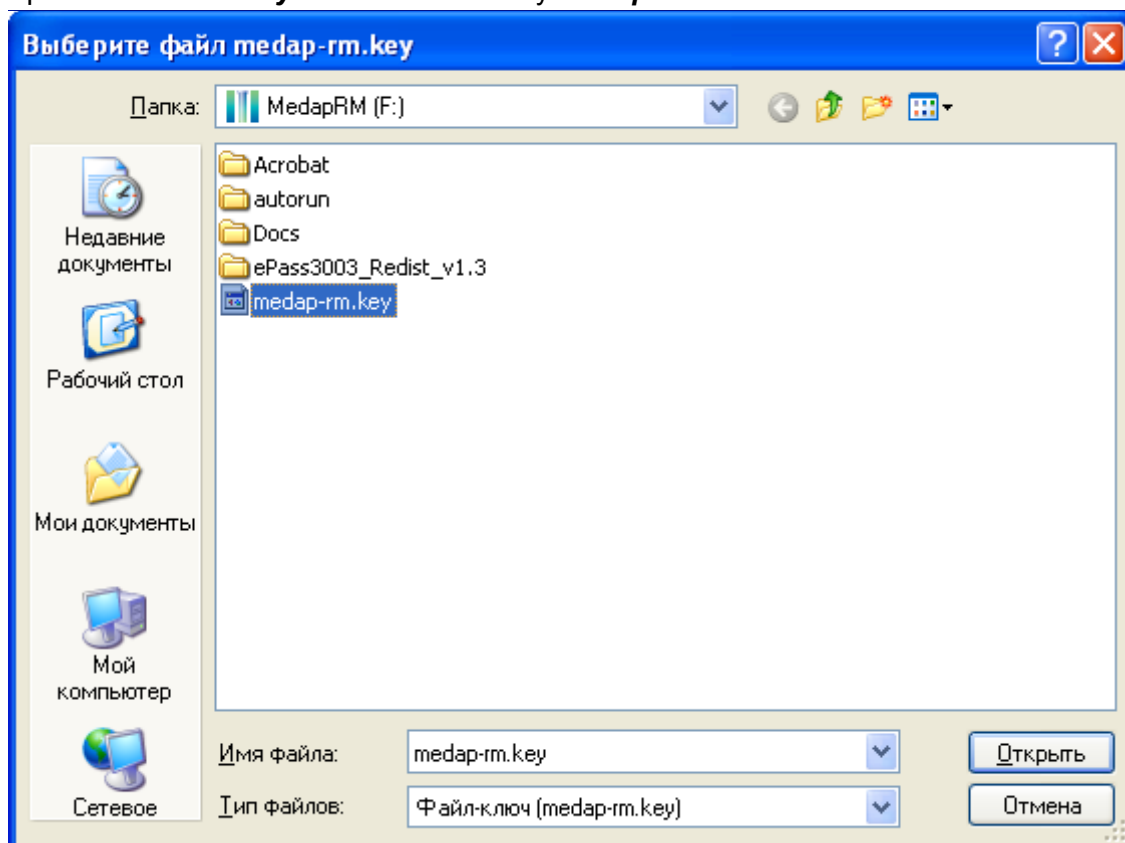 Выберите файл medap-rm.key
Папка:
MedapRM (F:)
Acrobat
autorun
Docs
ePass3003_Redist_v1.3
medap-rm.key
Недавние
документы
Рабочий стол
Мои документы
Мой
компьютер
Сетевое
Имя файла:
medap-rm.key
Открыть
Тип файлов:
Файл-ключ (medap-rm.key)
Отмена